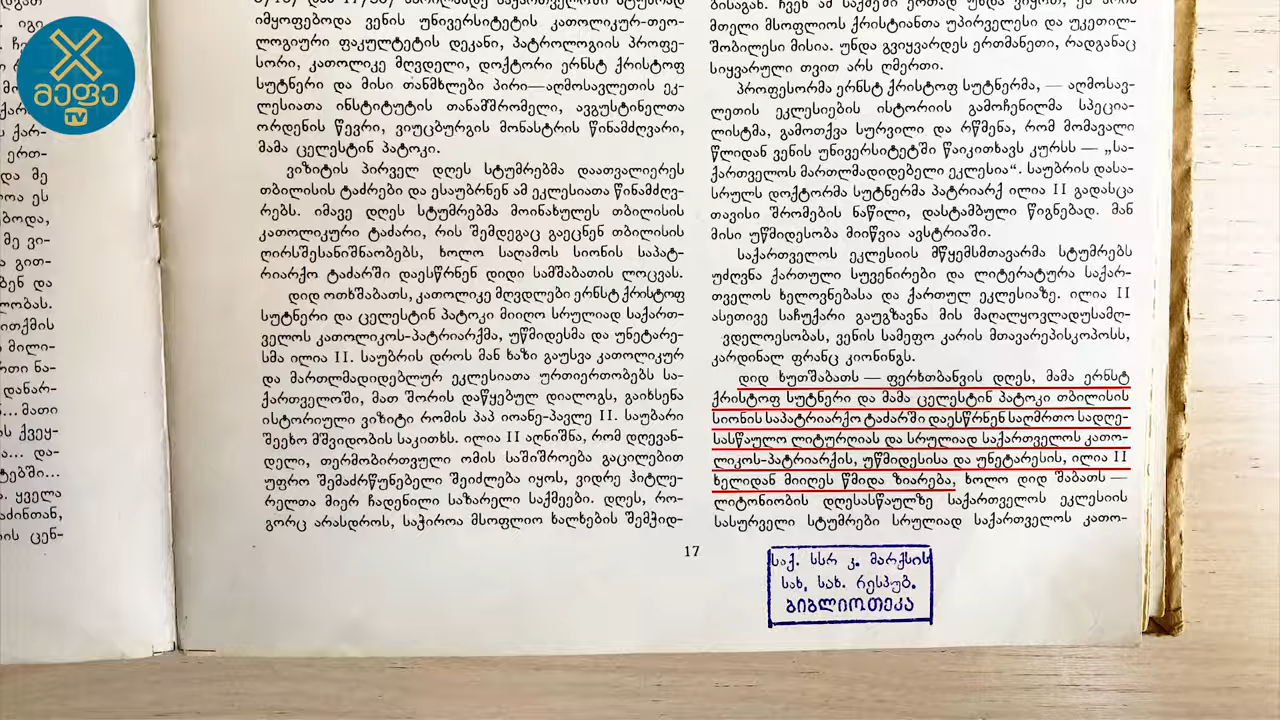 მეფე
TV
იმყოფებოდა ვენის უნივერსიტეტის კათოლიკურ-თეო-
ლოგიური ფაკულტეტის დეკანი, პატროლოგიის პროფე-
სორი, კათოლიკე მღვდელი, დოქტორი ერნსტ ქრისტოფ
სუტნერი და მისი თანმხლები პირი—აღმოსავლეთის ეკ-
ლესიათა ინსტიტუტის თანამშრომელი, ავგუსტინელთა
ორდენის წევრი, ვიუცბურგის მონასტრის წინამძღვარი,
მამა ცელესტინ პატოკი.
ვიზიტის პირველ დღეს სტუმრებმა დაათვალიერეს
თბილისის ტაძრები და ესაუბრნენ ამ ეკლესიათა წინამძღვ-
რებს. იმავე დღეს სტუმრებმა მოინახულეს თბილისის
კათოლიკური ტაძარი, რის შემდეგაც გაეცნენ თბილისის
ღირსშესანიშნაობებს, ხოლო საღამოს სიონის საპატ-
რიარქო ტაძარში დაესწრნენ დიდი სამშაბათის ლოცვას.
დიდ ოთხშაბათს, კათოლიკე მღვდლები ერნსტ ქრისტოფ
სუტნერი და ცელესტინ პატოკი მიიღო სრულიად საქართ-
ველოს კათოლიკოს-პატრიარქმა, უწმიდესმა და უნეტარე-
სმა ილია II. საუბრის დროს მან ხაზი გაუსვა კათოლიკურ
და მართლმადიდებლურ ეკლესიათა ურთიერთობებს სა-
ქართველოში, მათ შორის დაწყებულ დიალოგს, გაიხსენა
ისტორიული ვიზიტი რომის პაპ იოანე-პავლე II. საუბარი
შეეხო მშვიდობის საკითხს. ილია II აღნიშნა, რომ დღევან-
დელი, თერმობირთვული ომის საშიშროება გაცილებით
უფრო შემაძრწუნებელი შეიძლება იყოს, ვიდრე ჰიტლე-
რელთა მიერ ჩადენილი საზარელი საქმეები. დღეს, რო-
გორც არასდროს, საჭიროა მსოფლიო ხალხების შემჭიდ-
მთელი მსოფლიოს ქრისტიანთა უპირველესი და უკეთილ-
შობილესი მისია. უნდა გვიყვარდეს ერთმანეთი, რადგანაც
სიყვარული თვით არს ღმერთი.
პროფესორმა ერნსტ ქრისტოფ სუტნერმა, — აღმოსავ-
ლეთის ეკლესიების ისტორიის გამოჩენილმა სპეცია-
ლისტმა, გამოთქვა სურვილი და რწმენა, რომ მომავალი
წლიდან ვენის უნივერსიტეტში წაიკითხავს კურსს — „სა-
ქართველოს მართლმადიდებელი ეკლესია“. საუბრის დასა-
სრულს დოქტორმა სუტნერმა პატრიარქ ილია II გადასცა
თავისი შრომების ნაწილი, დასტამბული წიგნებად. მან
მისი უწმიდესობა მიიწვია ავსტრიაში.
საქართველოს ეკლესიის მწყემსმთავარმა სტუმრებს
უძღვნა ქართული სუვენირები და ლიტერატურა საქარ-
თველოს ხელოვნებასა და ქართულ ეკლესიაზე. ილია II
ასეთივე საჩუქარი გაუგზავნა მის მაღალყოვლადუსამღ-
ვდელოესობას, ვენის სამეფო კარის მთავარეპისკოპოსს,
კარდინალ ფრანც კიონინგს.
დიდ ხუთშაბათს — ფერხთბანვის დღეს, მამა ერნსტ
ქრისტოფ სუტნერი და მამა ცელესტინ პატოკი თბილისის
სიონის საპატრიარქო ტაძარში დაესწრნენ საღმრთო სადღე-
სასწაულო ლიტურღიას და სრულიად საქართველოს კათო-
ლიკოს-პატრიარქის, უწმიდესისა და უნეტარესის, ილია II
ხელიდან მიიღეს წმიდა ზიარება, ხოლო დიდ შაბათს —
ლიტონიობის დღესასწაულზე საქართველოს ეკლესიის
სასურველი სტუმრები სრულიად საქართველოს კათო-
17
საქ. სსრ კ. მარქსის
სახ. სახ. რესპუბ.
ბიბლიოთეკა